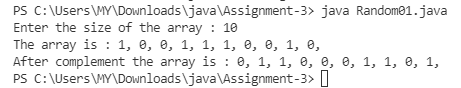 PS C:\Users\MY\Downloads\java\Assignment-3> java Random01.java
Enter the size of the array : 10
The array is : 1, 0, 0, 1, 1, 1, 0, 0, 1, 0,
After complement the array is : 0, 1, 1, 0, 0, 0, 1, 1, 0, 1,
PS C:\Users\MY\Downloads\java\Assignment-3>